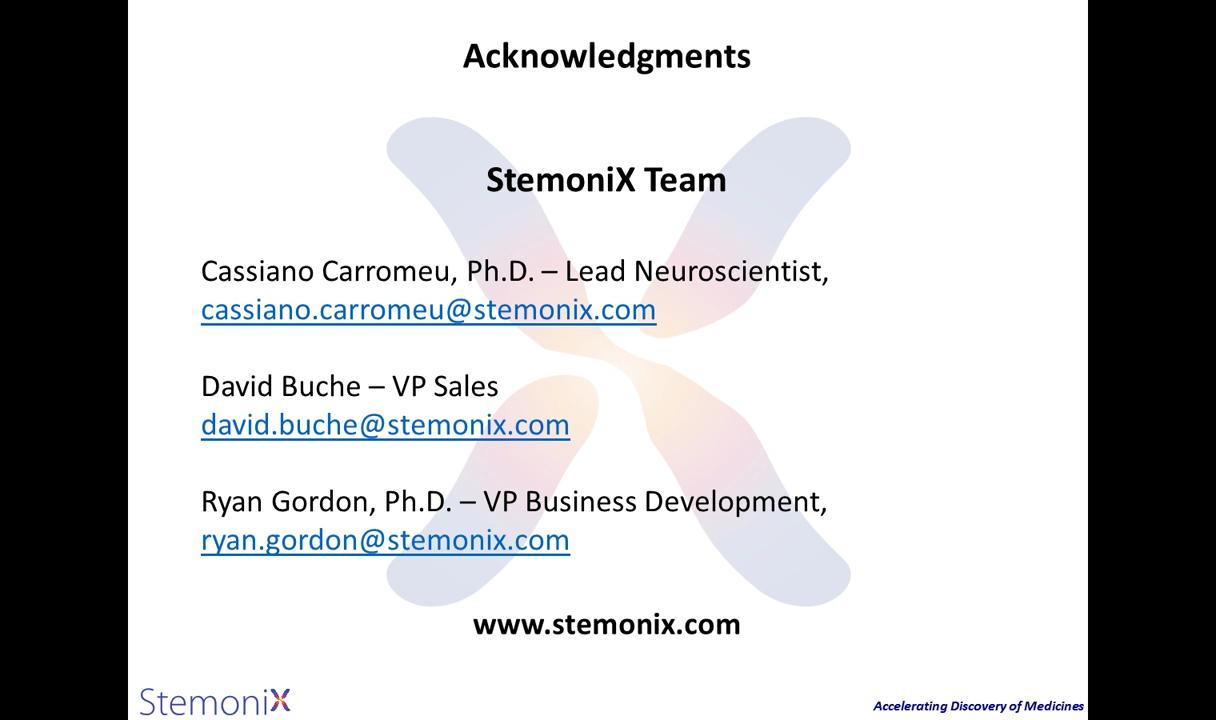 Acknowledgments
StemoniX Team
Cassiano Carromeu, Ph.D. – Lead Neuroscientist,
cassiano.carromeu@stemonix.com
David Buche – VP Sales
david.buche@stemonix.com
Ryan Gordon, Ph.D. – VP Business Development,
ryan.gordon@stemonix.com
www.stemonix.com
StemoniX
Accelerating Discovery of Medicines